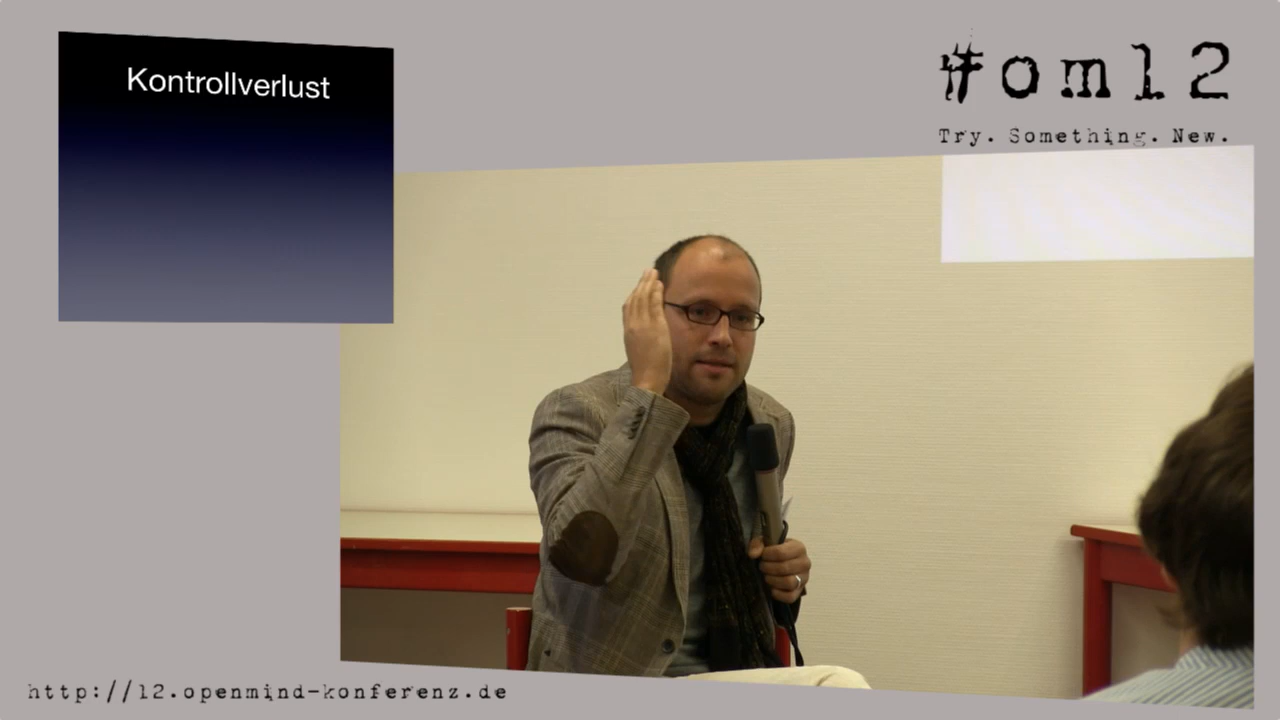 Kontrollverlust
#om12
Try. Something. New.
http://12.openmind-konferenz.de